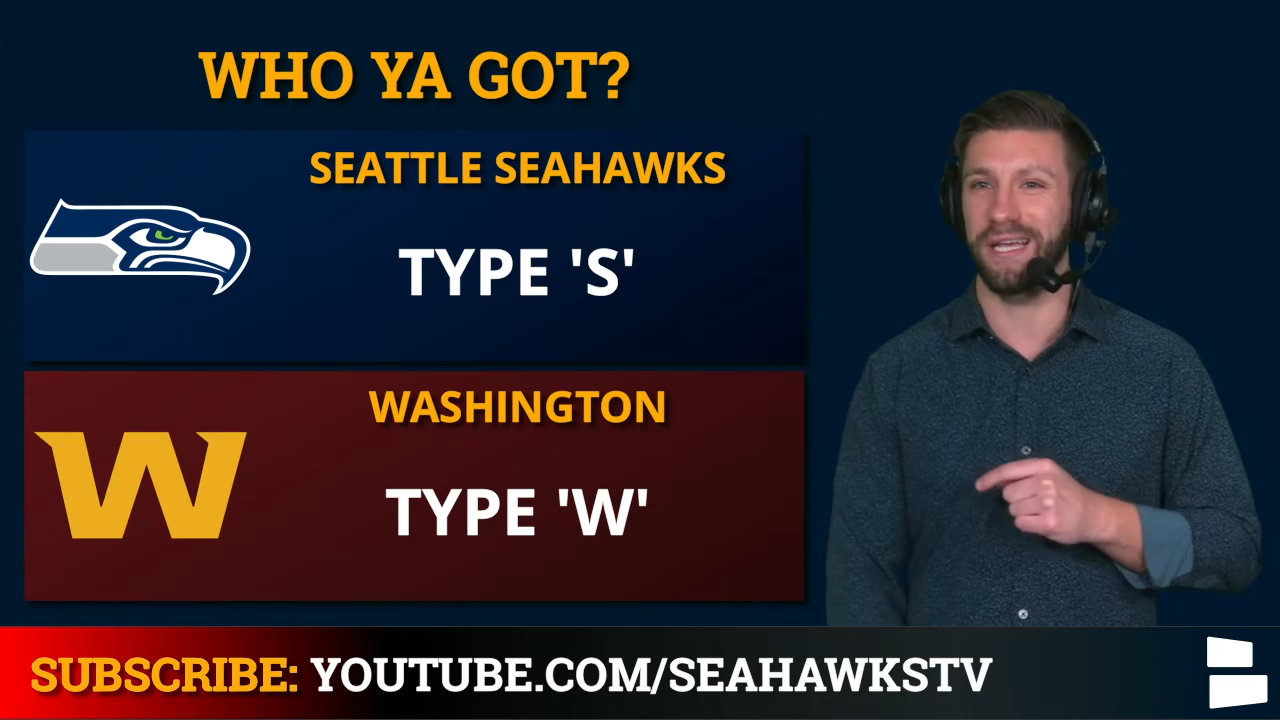 WHO YA GOT?
SEATTLE SEAHAWKS
TYPE 'S'
WASHINGTON
W
TYPE 'W'
SUBSCRIBE: YOUTUBE.COM/SEAHAWKSTV